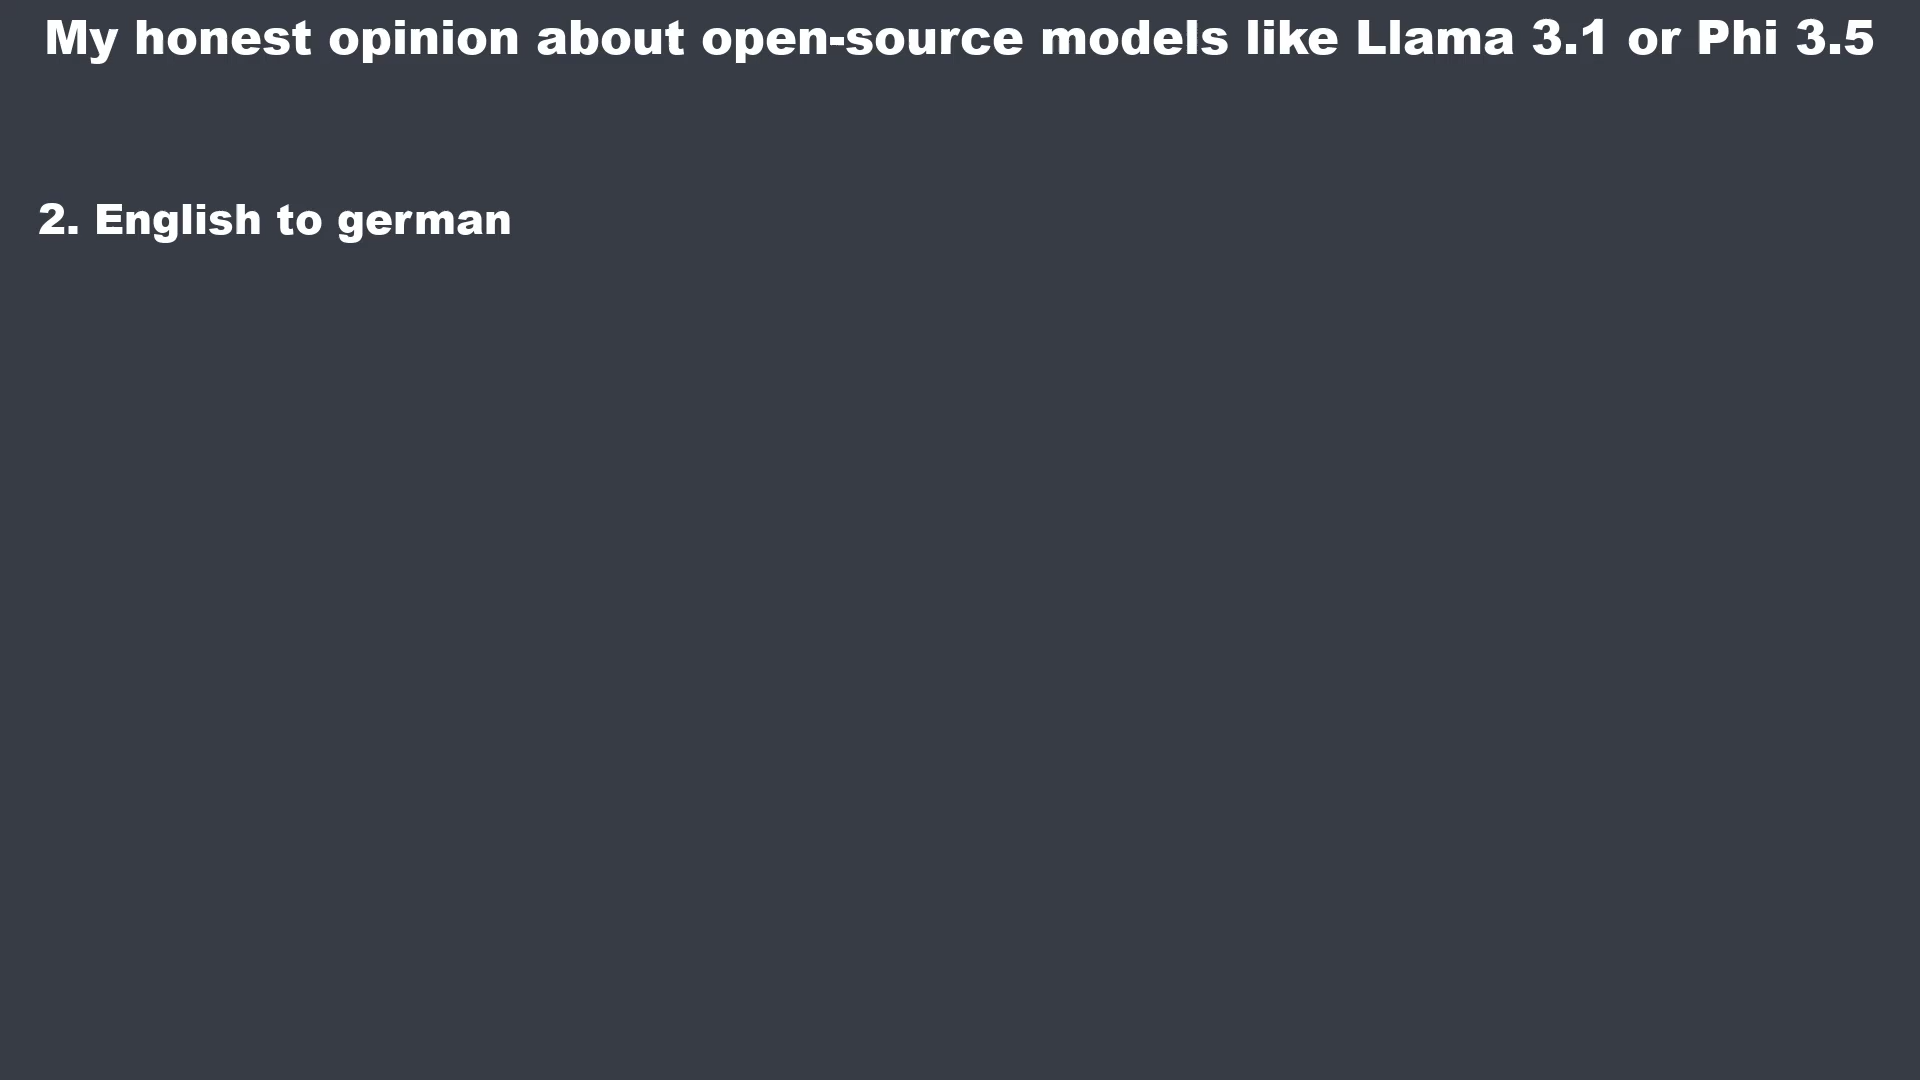 My honest opinion about open-source models like Llama 3.1 or Phi 3.5
2. English to german